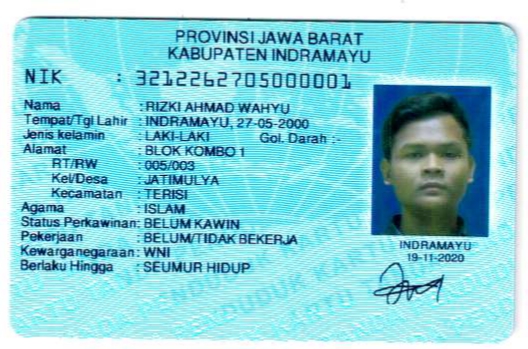 PROVINSI JAWA BARAT
KABUPATEN INDRAMAYU
NIK : 3212262705000001
Nama : RIZKI AHMAD WAHYU
Tempat/Tgl Lahir : INDRAMAYU, 27-05-2000
Jenis kelamin : LAKI-LAKI Gol. Darah :-
Alamat : BLOK KOMBO 1
RT/RW : 005/003
Kel/Desa : JATIMULYA
Kecamatan : TERISI
Agama : ISLAM
Status Perkawinan: BELUM KAWIN
Pekerjaan : BELUM/TIDAK BEKERJA
Kewarganegaraan: WNI
Berlaku Hingga : SEUMUR HIDUP
INDRAMAYU
19-11-2020